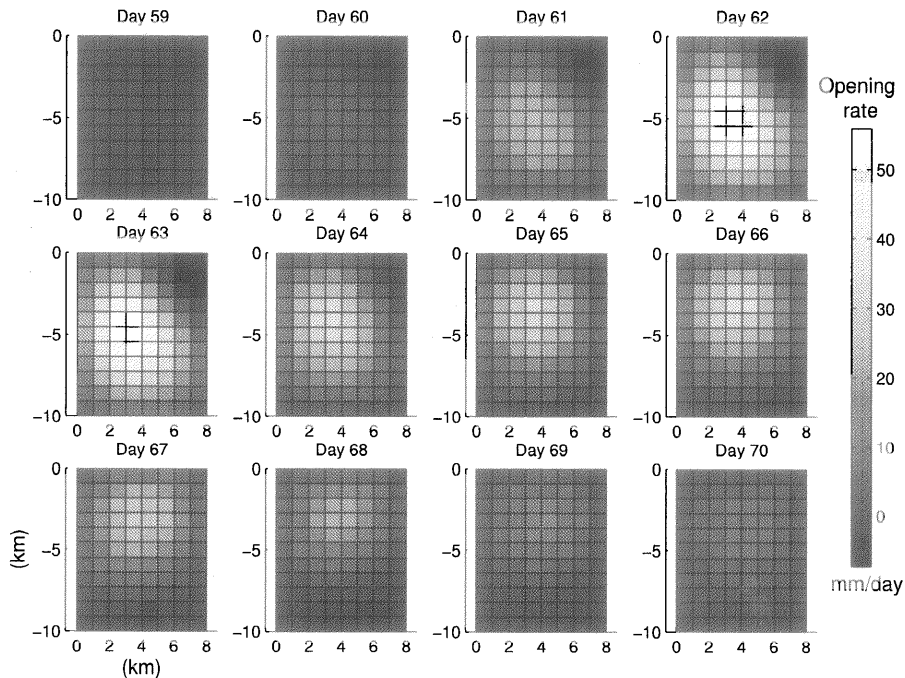 Day 59 Day 60 Day 61 Day 62
0 0 0 0
−5 −5 −5 −5
−10 −10 −10 −10
0 2 4 6 8 0 2 4 6 8 0 2 4 6 8 0 2 4 6 8
Day 63 Day 64 Day 65 Day 66
0 0 0 0
−5 −5 −5 −5
−10 −10 −10 −10
0 2 4 6 8 0 2 4 6 8 0 2 4 6 8 0 2 4 6 8
Day 67 Day 68 Day 69 Day 70
0 0 0 0
−5 −5 −5 −5
−10 −10 −10 −10
0 2 4 6 8 0 2 4 6 8 0 2 4 6 8 0 2 4 6 8
(km)
(km)
Opening
rate
50
40
30
20
10
0
mm/day